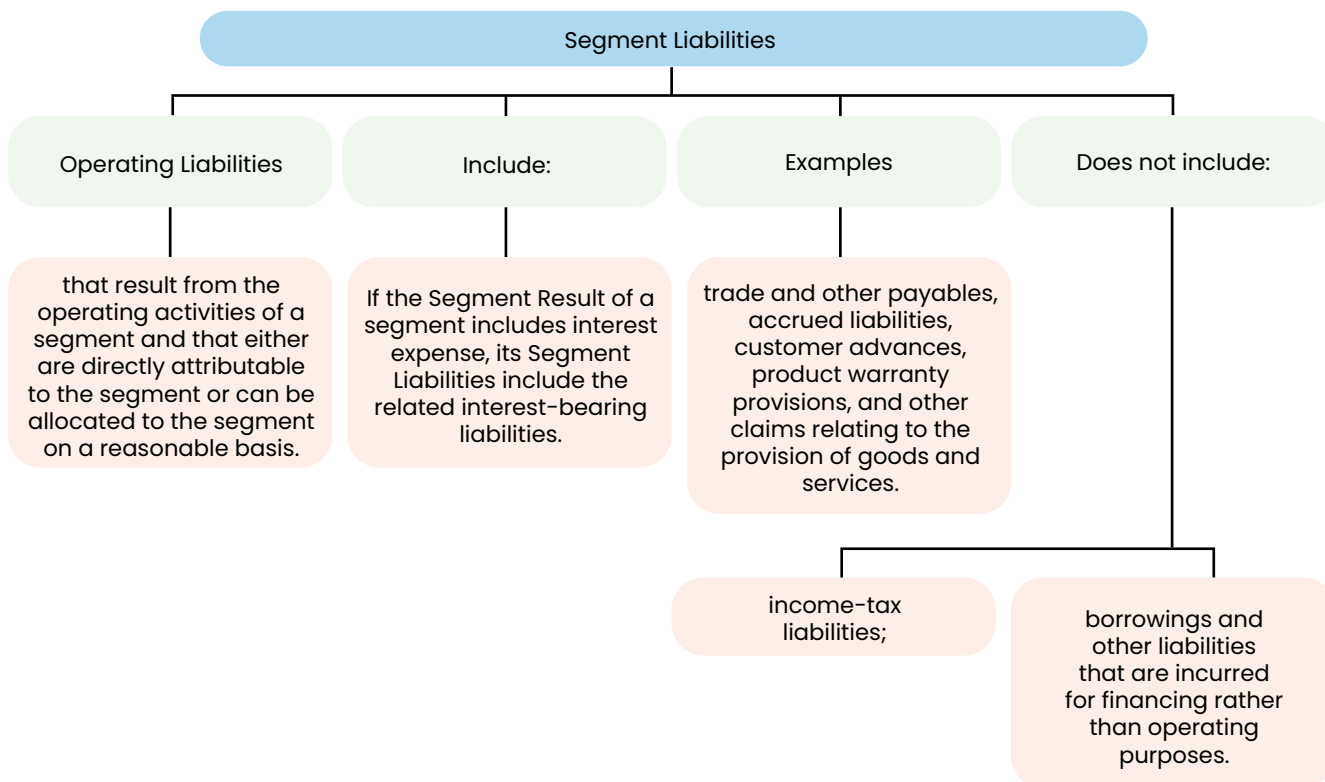 Segment Liabilities
Operating Liabilities
that result from the
operating activities of a
segment and that either
are directly attributable
to the segment or can be
allocated to the segment
on a reasonable basis.
Include:
If the Segment Result of a
segment includes interest
expense, its Segment
Liabilities include the
related interest-bearing
liabilities.
Examples
trade and other payables,
accrued liabilities,
customer advances,
product warranty
provisions, and other
claims relating to the
provision of goods and
services.
Does not include:
income-tax
liabilities;
borrowings and
other liabilities
that are incurred
for financing rather
than operating
purposes.